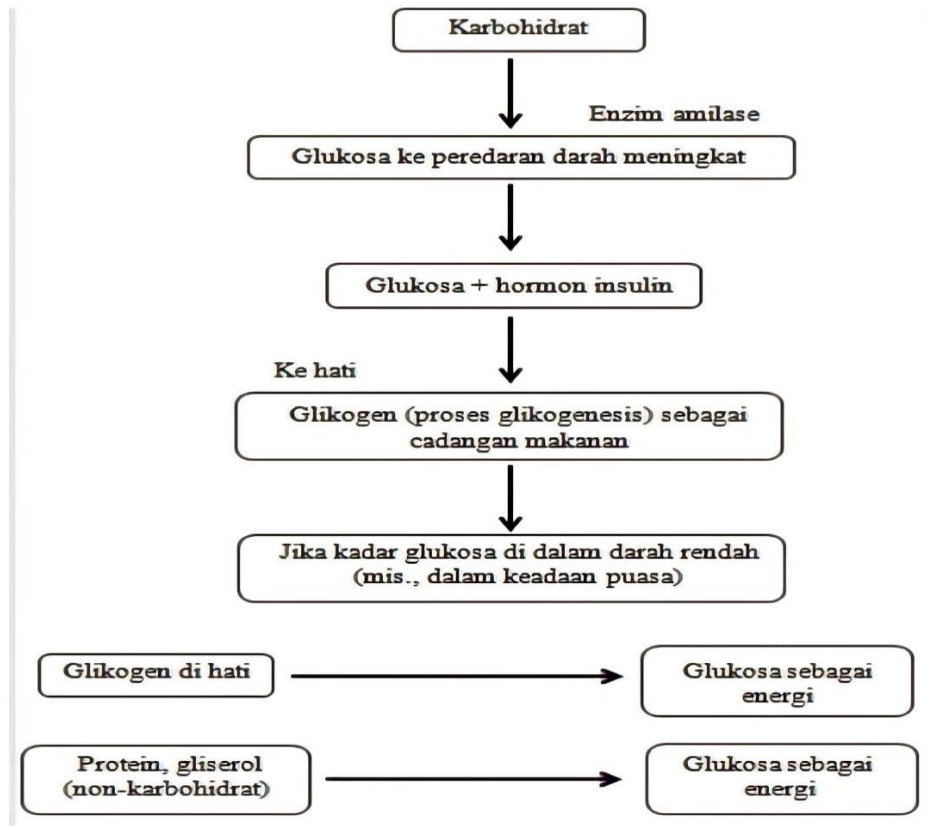 Karbohidrat
Enzim amilase
Glukosa ke peredaran darah meningkat
Glukosa + hormon insulin
Ke hati
Glikogen (proses glikogenesis) sebagai
cadangan makanan
Jika kadar glukosa di dalam darah rendah
(mis., dalam keadaan puasa)
Glikogen di hati
Glukosa sebagai
energi
Protein, gliserol
(non-karbohidrat)
Glukosa sebagai
energi